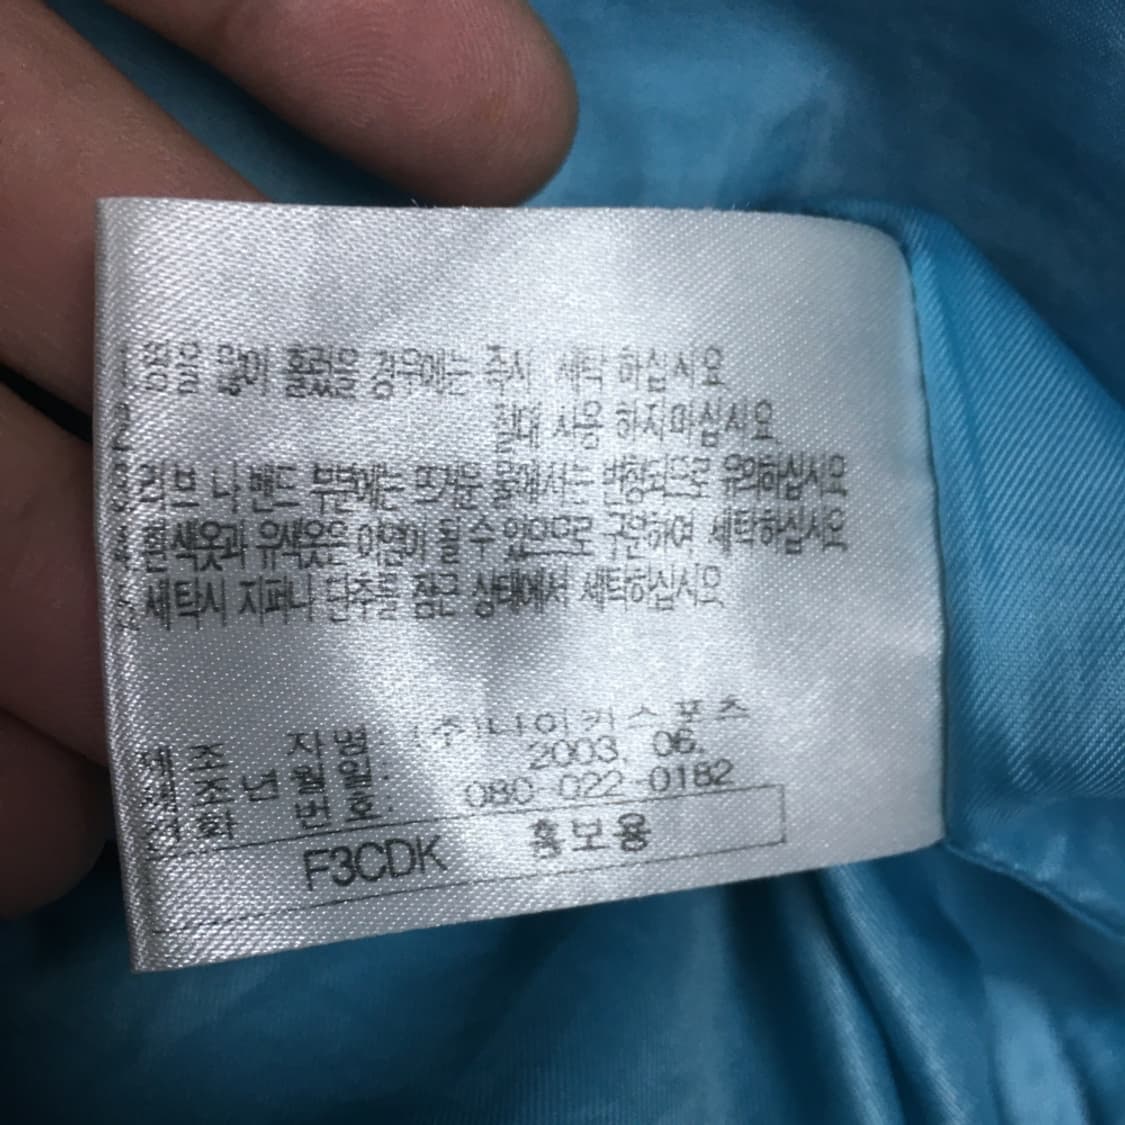 1 땀을 많이 흘렸을 경우에는 즉시 세탁 하십시오
2 절대 사용 하지마십시요
3 리브 나 밴드 부분에는 뜨거운 물에서는 변형되므로 유의하십시요
4 흰색옷과 유색옷은 이염이 될 수 있으므로 구분하여 세탁하십시요
5 세탁시 지퍼나 단추를 잠근 상태에서 세탁하십시요
제 조 자 명 : (주)나이키스포츠
제 조 년 월 일 : 2003. 06.
전 화 번 호 : 080-022-0182
F3CDK 홍보용